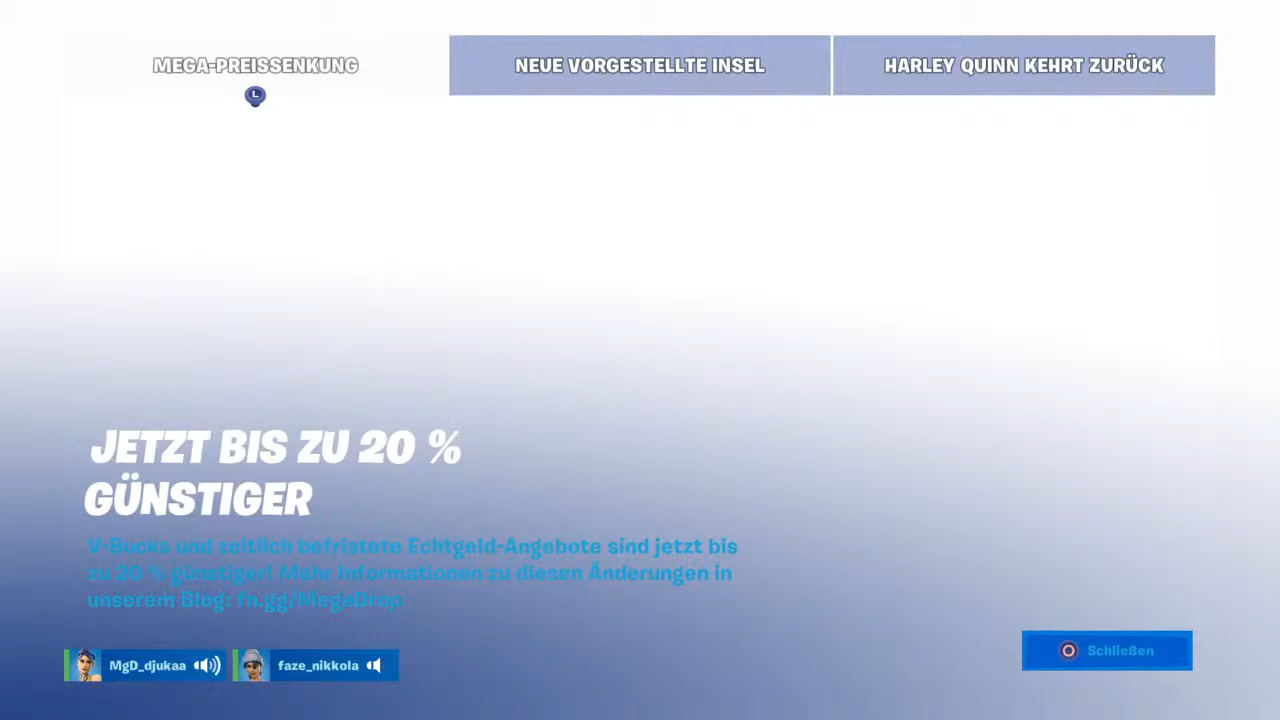 MEGA-PREISSENKUNG
NEUE VORGESTELLTE INSEL
HARLEY QUINN KEHRT ZURÜCK
L
JETZT BIS ZU 20 %
GÜNSTIGER
V-Bucks und zeitlich befristete Echtgeld-Angebote sind jetzt bis
zu 20 % günstiger! Mehr Informationen zu diesen Änderungen in
unserem Blog: fn.gg/MegaDrop
MgD_djukaa
faze_nikkola
Schließen